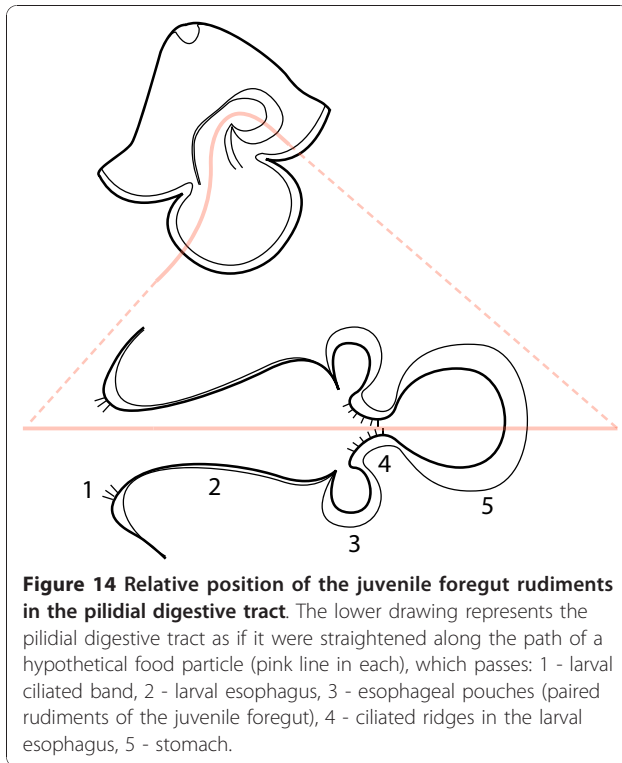 1
2
3
4
5
Figure 14 Relative position of the juvenile foregut rudiments
in the pilidial digestive tract. The lower drawing represents the
pilidial digestive tract as if it were straightened along the path of a
hypothetical food particle (pink line in each), which passes: 1 - larval
ciliated band, 2 - larval esophagus, 3 - esophageal pouches (paired
rudiments of the juvenile foregut), 4 - ciliated ridges in the larval
esophagus, 5 - stomach.